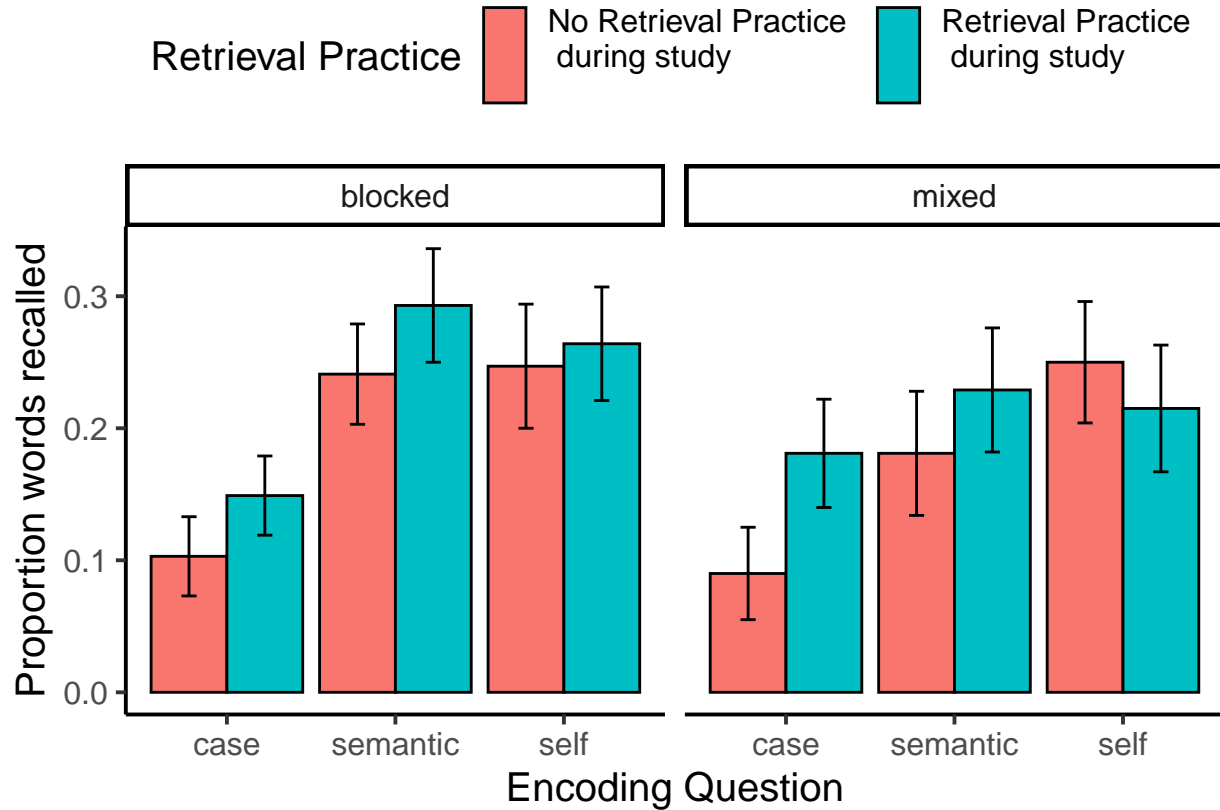 Retrieval Practice
No Retrieval Practice
during study
Retrieval Practice
during study
blocked
mixed
Proportion words recalled
0.3
0.2
0.1
0.0
case
semantic
self
case
semantic
self
Encoding Question